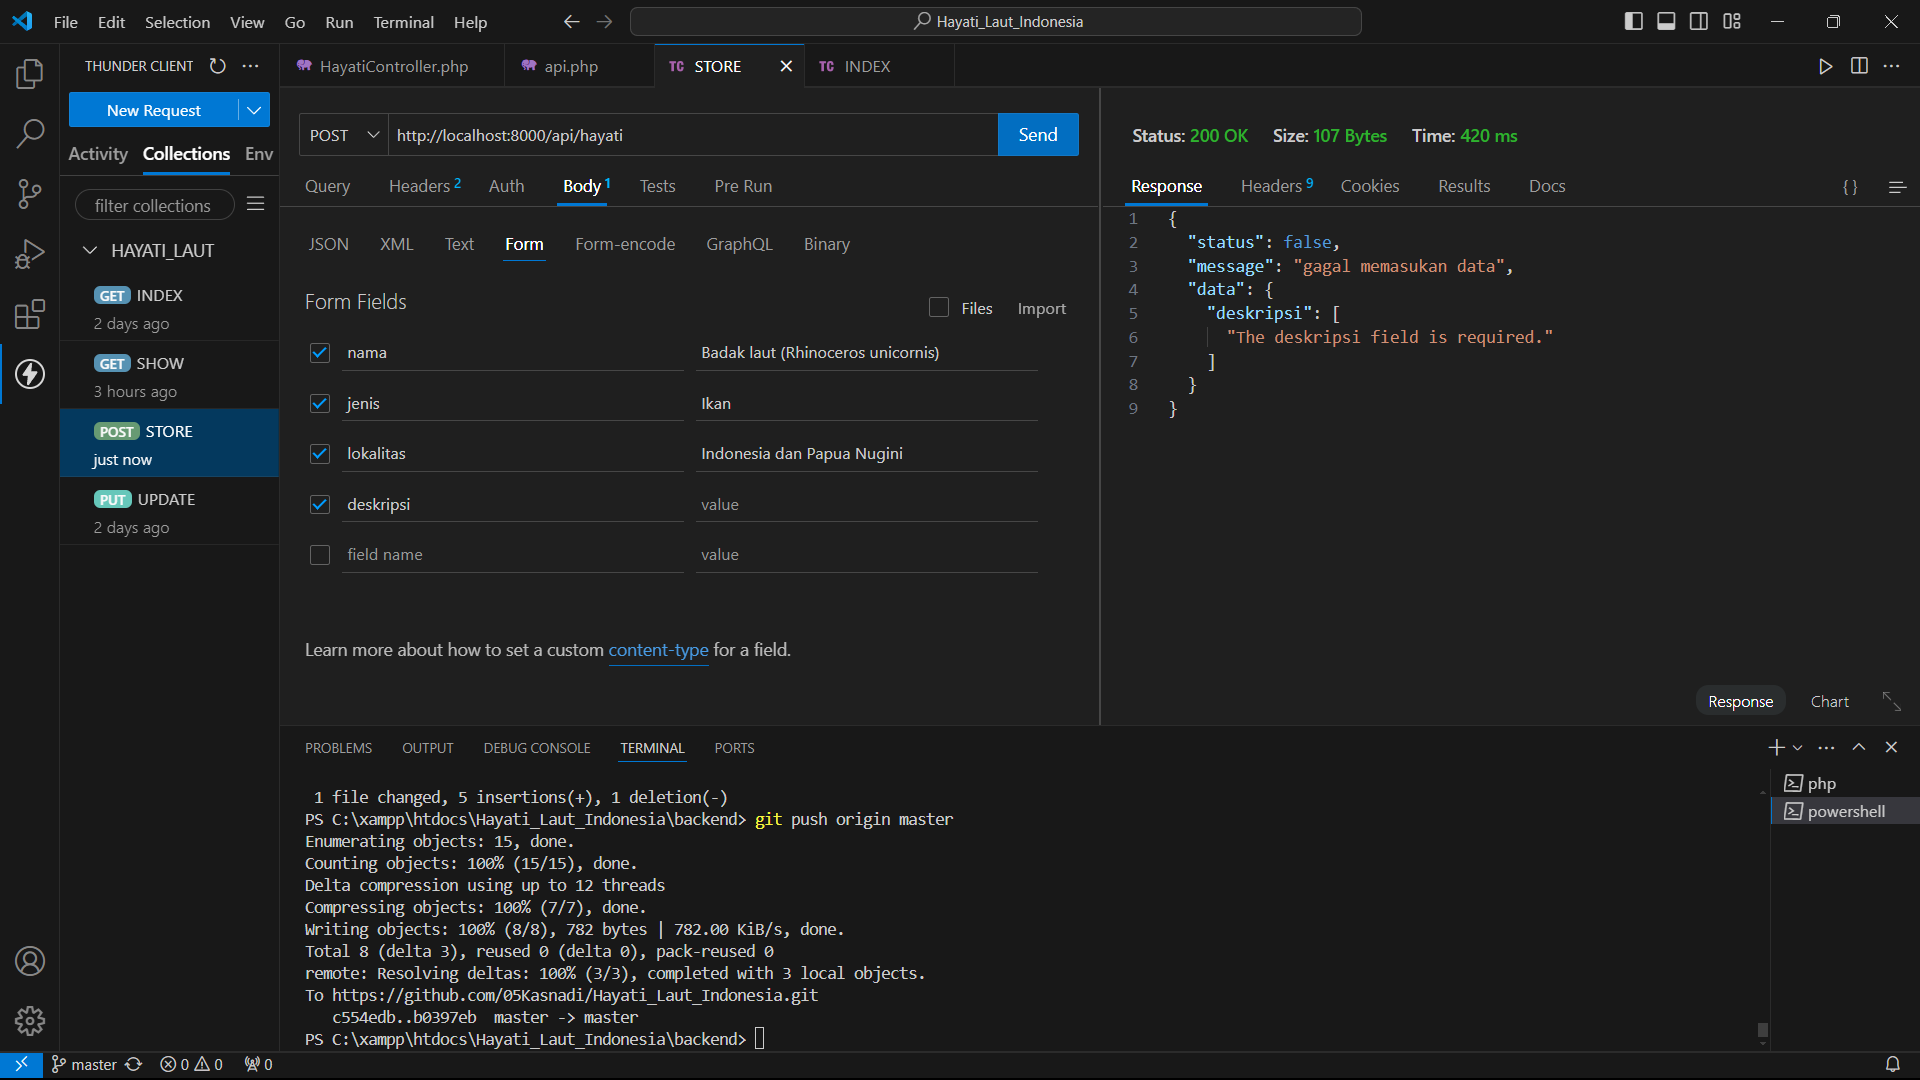 File Edit Selection View Go Run Terminal Help
Hayati_Laut_Indonesia
THUNDER CLIENT
New Request
Activity Collections Env
filter collections
HAYATI_LAUT
GET INDEX
2 days ago
GET SHOW
3 hours ago
POST STORE
just now
PUT UPDATE
2 days ago
HayatiController.php
api.php
TC STORE
TC INDEX
POST http://localhost:8000/api/hayati Send
Query Headers 2 Auth Body 1 Tests Pre Run
JSON XML Text Form Form-encode GraphQL Binary
Form Fields
Files Import
nama Badak laut (Rhinoceros unicornis)
jenis Ikan
lokalitas Indonesia dan Papua Nugini
deskripsi value
field name value
Learn more about how to set a custom content-type for a field.
Status: 200 OK Size: 107 Bytes Time: 420 ms
Response Headers 9 Cookies Results Docs {}
1 {
2 "status": false,
3 "message": "gagal memasukan data",
4 "data": {
5 "deskripsi": [
6 "The deskripsi field is required."
7 ]
8 }
9 }
Response Chart
PROBLEMS OUTPUT DEBUG CONSOLE TERMINAL PORTS
1 file changed, 5 insertions(+), 1 deletion(-)
PS C:\xampp\htdocs\Hayati_Laut_Indonesia\backend> git push origin master
Enumerating objects: 15, done.
Counting objects: 100% (15/15), done.
Delta compression using up to 12 threads
Compressing objects: 100% (7/7), done.
Writing objects: 100% (8/8), 782 bytes | 782.00 KiB/s, done.
Total 8 (delta 3), reused 0 (delta 0), pack-reused 0
remote: Resolving deltas: 100% (3/3), completed with 3 local objects.
To https://github.com/05Kasnadi/Hayati_Laut_Indonesia.git
c554edb..b0397eb master -> master
PS C:\xampp\htdocs\Hayati_Laut_Indonesia\backend>
php
powershell
master 0 0 0